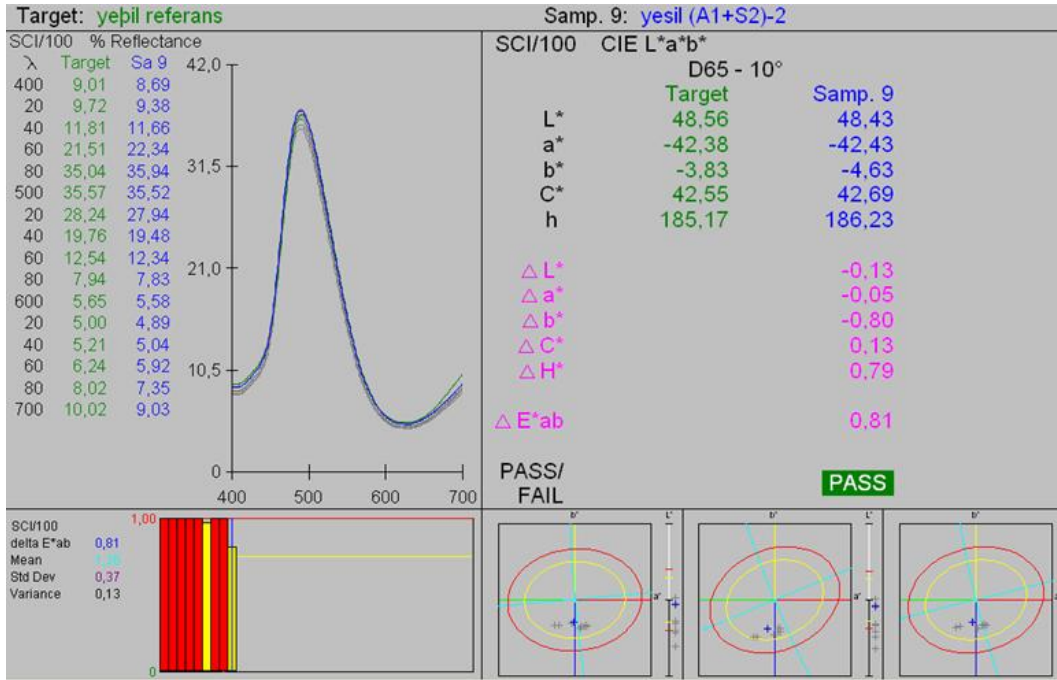 Target: yeþil referans
Samp. 9: yesil (A1+S2)-2
SCI/100 % Reflectance
λ Target Sa 9
400 9,01 8,69
20 9,72 9,38
40 11,81 11,66
60 21,51 22,34
80 35,04 35,94
500 35,57 35,52
20 28,24 27,94
40 19,76 19,48
60 12,54 12,34
80 7,94 7,83
600 5,65 5,58
20 5,00 4,89
40 5,21 5,04
60 6,24 5,92
80 8,02 7,35
700 10,02 9,03
42,0
31,5
21,0
10,5
0
400 500 600 700
SCI/100 CIE L*a*b*
D65 - 10°
Target Samp. 9
L* 48,56 48,43
a* -42,38 -42,43
b* -3,83 -4,63
C* 42,55 42,69
h 185,17 186,23
△ L* -0,13
△ a* -0,05
△ b* -0,80
△ C* 0,13
△ H* 0,79
△ E*ab 0,81
PASS/
FAIL
PASS
SCI/100
delta E*ab 0,81
Mean
Std Dev 0,37
Variance 0,13
1,00
0
b* L* b* L* b*
a* a* a